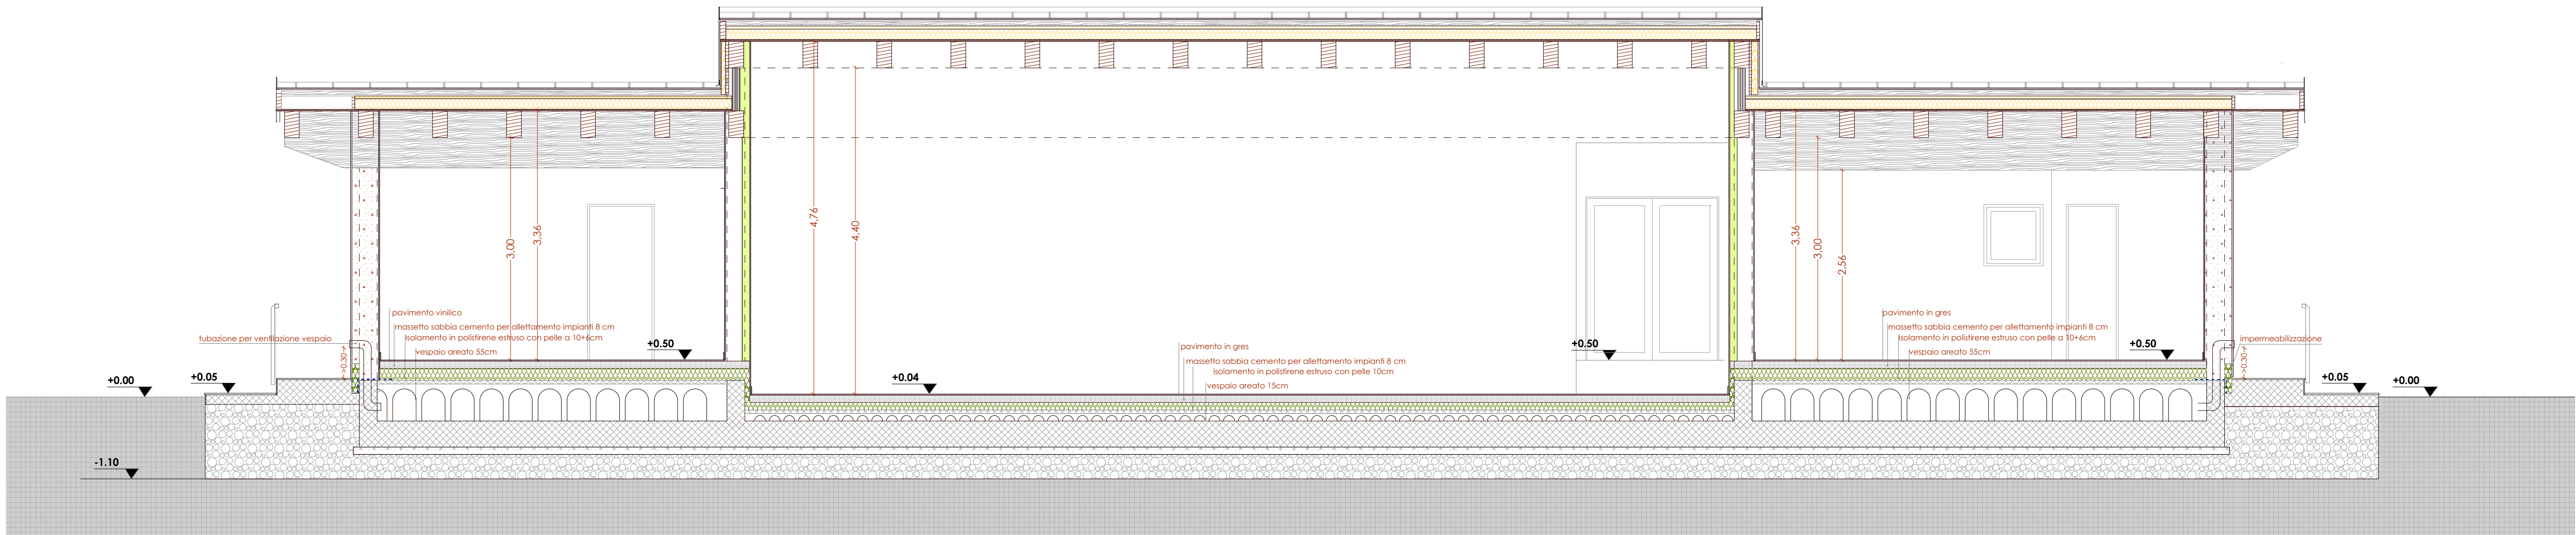 4,76
4,40
3,00
3,36
3,36
3,00
2,56
pavimento vinilico
massetto sabbia cemento per allettamento impianti 8 cm
isolamento in polistirene estruso con pelle a 10+6cm
vespaio areato 55cm
tubazione per ventilazione vespaio
>0,30
+0.50
+0.00
+0.05
-1.10
+0.04
pavimento in gres
massetto sabbia cemento per allettamento impianti 8 cm
isolamento in polistirene estruso con pelle 10cm
vespaio areato 15cm
+0.50
pavimento in gres
massetto sabbia cemento per allettamento impianti 8 cm
isolamento in polistirene estruso con pelle a 10+6cm
vespaio areato 55cm
+0.50
impermeabilizzazione
>0,30
+0.05
+0.00